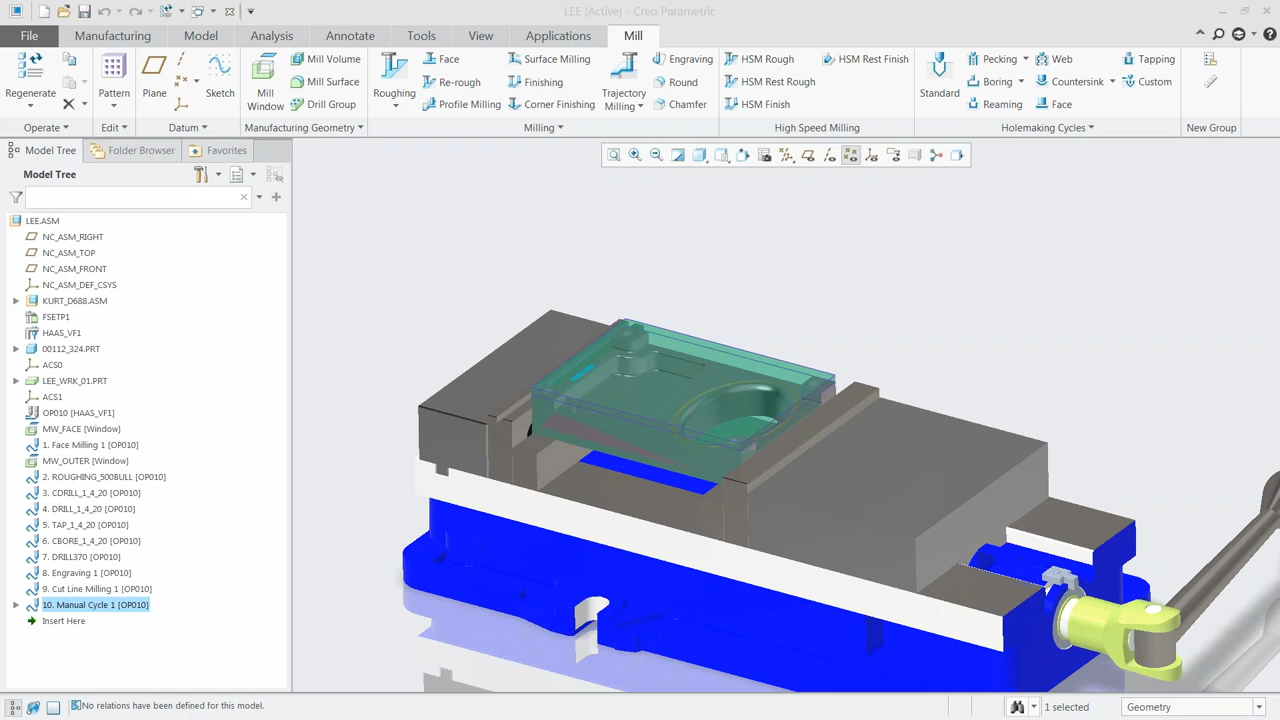 LEE (Active) - Creo Parametric
File Manufacturing Model Analysis Annotate Tools View Applications Mill
Mill Volume Face Surface Milling Engraving HSM Rough HSM Rest Finish Pecking Web Tapping
Regenerate Pattern Plane Sketch Mill Window Mill Surface Roughing Re-rough Finishing Trajectory Milling Round HSM Rest Rough Standard Boring Countersink Custom
Drill Group Profile Milling Corner Finishing Chamfer HSM Finish Reaming Face
Operate Edit Datum Manufacturing Geometry Milling High Speed Milling Holemaking Cycles New Group
Model Tree Folder Browser Favorites
Model Tree
LEE.ASM
NC_ASM_RIGHT
NC_ASM_TOP
NC_ASM_FRONT
NC_ASM_DEF_CSYS
KURT_D688.ASM
FSETP1
HAAS_VF1
00112_324.PRT
ACS0
LEE_WRK_01.PRT
ACS1
OP010 [HAAS_VF1]
MW_FACE [Window]
1. Face Milling 1 [OP010]
MW_OUTER [Window]
2. ROUGHING_500BULL [OP010]
3. CDRILL_1_4_20 [OP010]
4. DRILL_1_4_20 [OP010]
5. TAP_1_4_20 [OP010]
6. CBORE_1_4_20 [OP010]
7. DRILL370 [OP010]
8. Engraving 1 [OP010]
9. Cut Line Milling 1 [OP010]
10. Manual Cycle 1 [OP010]
Insert Here
No relations have been defined for this model.
1 selected
Geometry